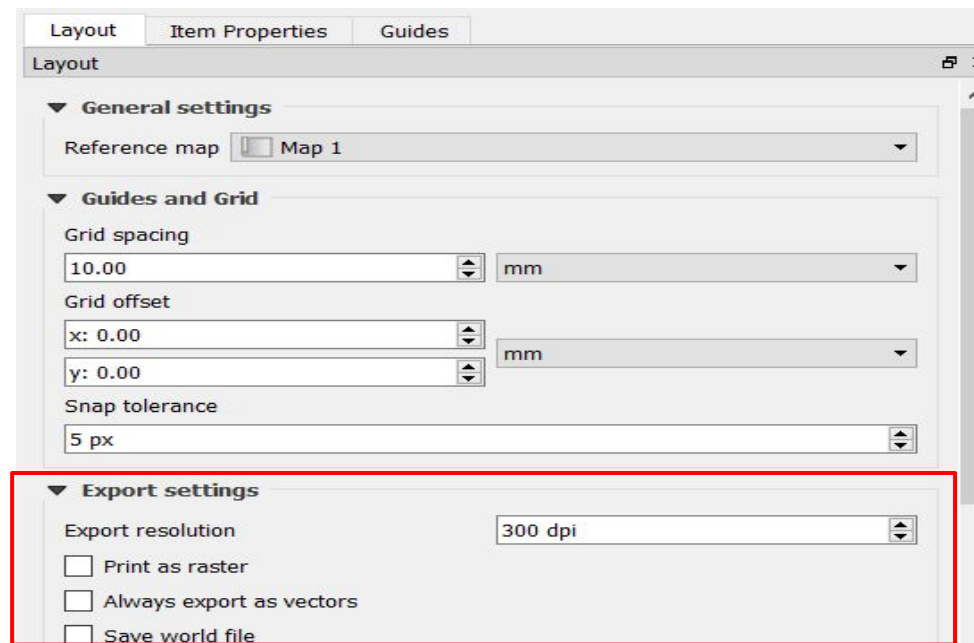 Layout Item Properties Guides
Layout
General settings
Reference map Map 1
Guides and Grid
Grid spacing
10.00 mm
Grid offset
x: 0.00
mm
y: 0.00
Snap tolerance
5 px
Export settings
Export resolution 300 dpi
Print as raster
Always export as vectors
Save world file